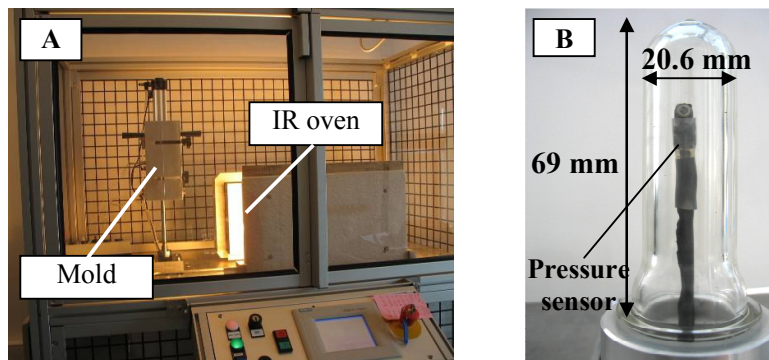 A
IR oven
Mold
B
20.6 mm
69 mm
Pressure
sensor